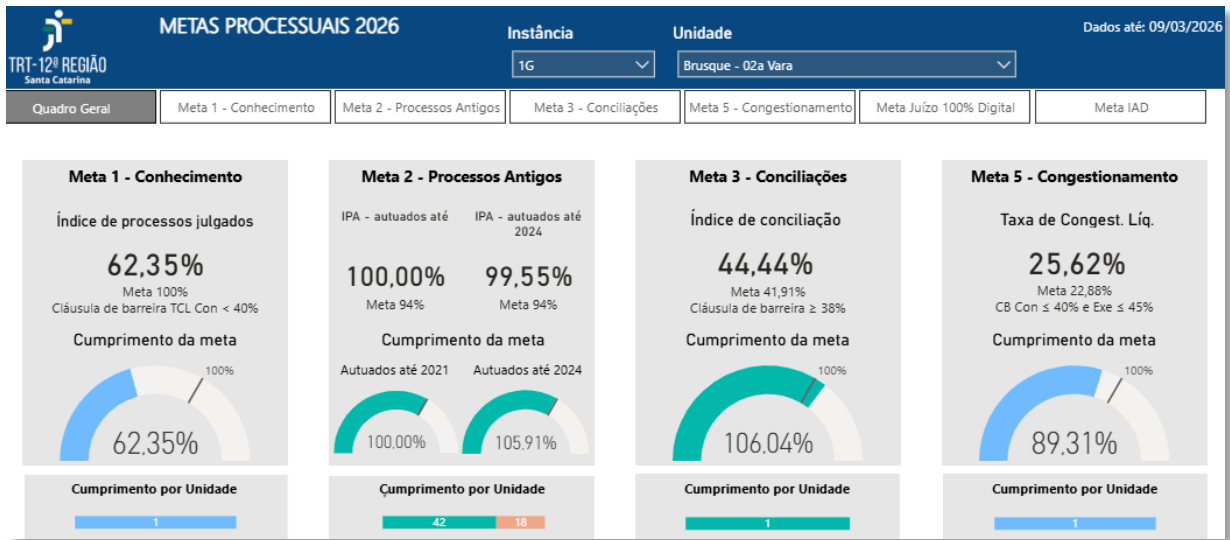 METAS PROCESSUAIS 2026
Instância
Unidade
Dados até: 09/03/2026
TRT-12ª REGIÃO
Santa Catarina
1G
Brusque - 02a Vara
Quadro Geral
Meta 1 - Conhecimento
Meta 2 - Processos Antigos
Meta 3 - Conciliações
Meta 5 - Congestionamento
Meta Juízo 100% Digital
Meta IAD
Meta 1 - Conhecimento
Índice de processos julgados
62,35%
Meta 100%
Cláusula de barreira TCL Con < 40%
Cumprimento da meta
100%
62,35%
Cumprimento por Unidade
1
Meta 2 - Processos Antigos
IPA - autuados até
IPA - autuados até
2024
100,00%
99,55%
Meta 94%
Meta 94%
Cumprimento da meta
Autuados até 2021
Autuados até 2024
100,00%
105,91%
Çumprimento por Unidade
42
18
Meta 3 - Conciliações
Índice de conciliação
44,44%
Meta 41,91%
Cláusula de barreira ≥ 38%
Cumprimento da meta
100%
106,04%
Cumprimento por Unidade
1
Meta 5 - Congestionamento
Taxa de Congest. Líq.
25,62%
Meta 22,88%
CB Con ≤ 40% e Exe ≤ 45%
Cumprimento da meta
100%
89,31%
Cumprimento por Unidade
1